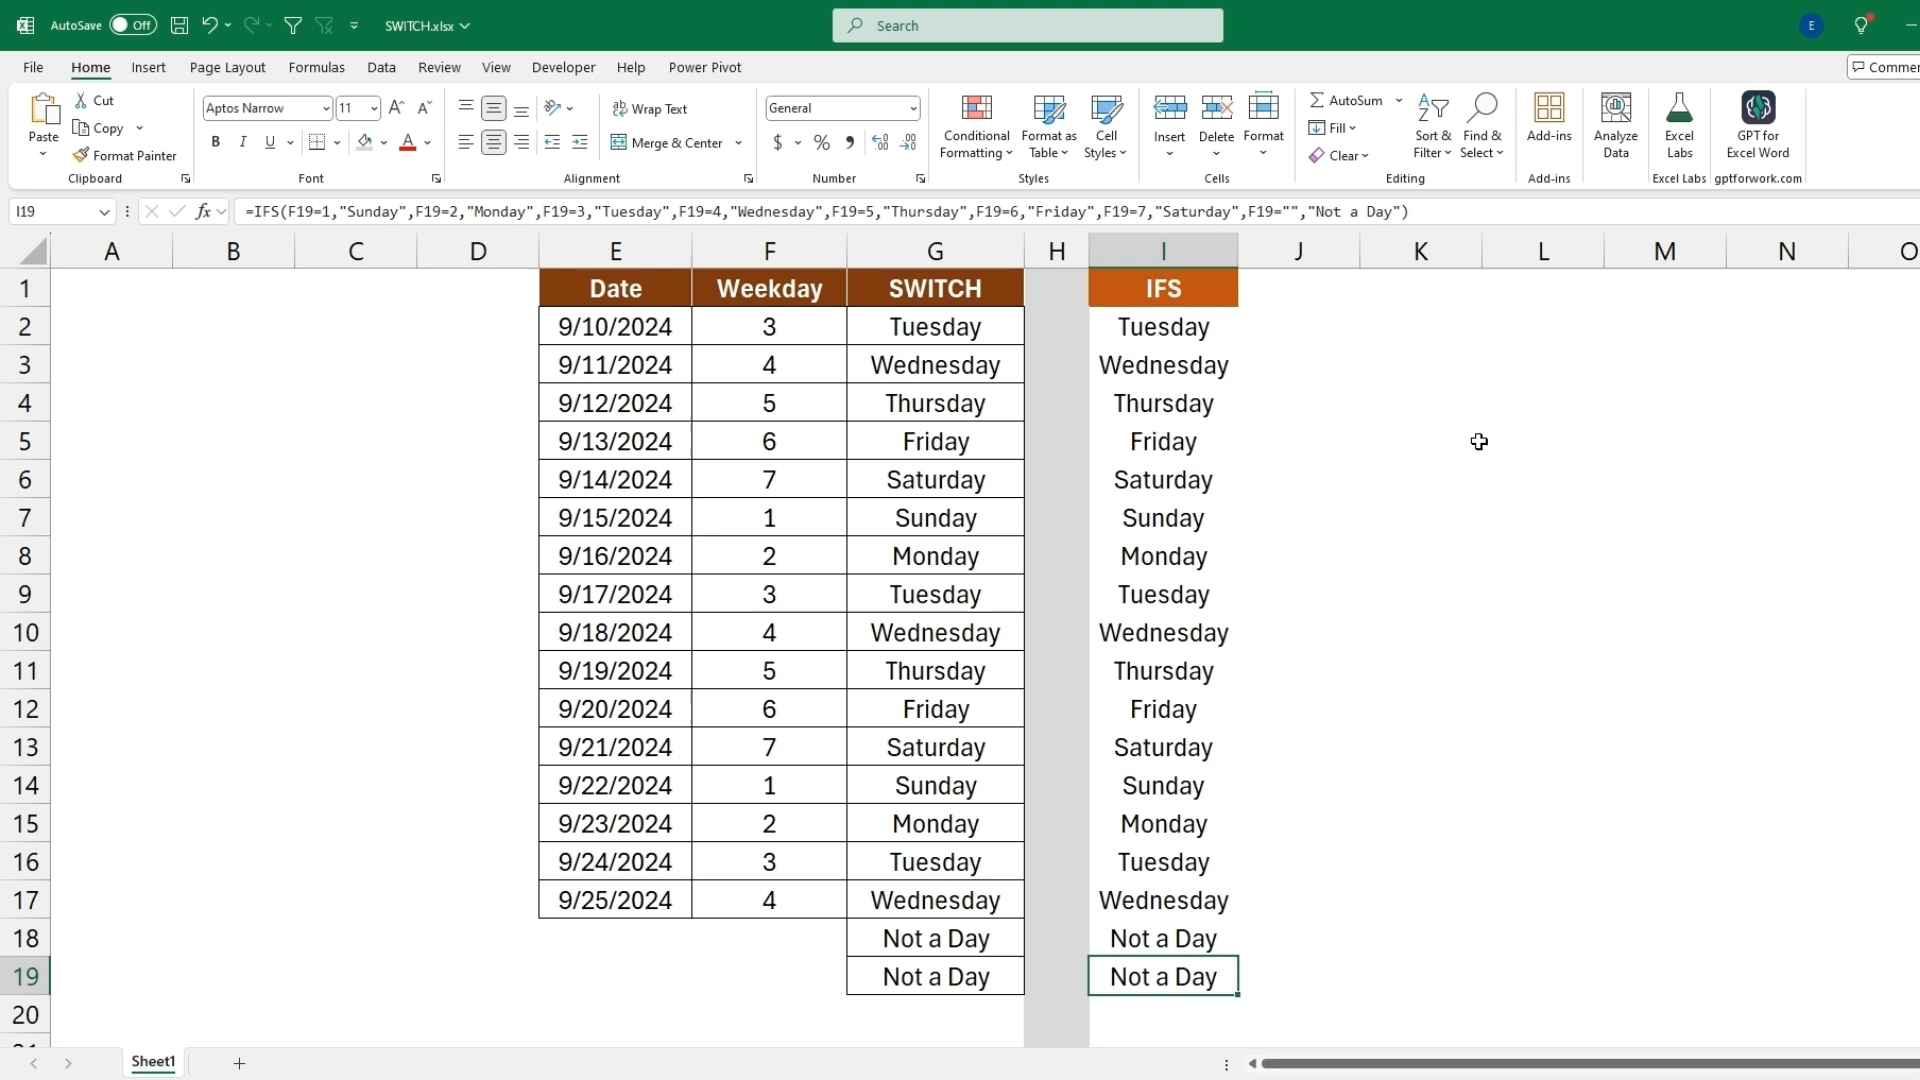 AutoSave Off SWITCH.xlsx Search E
File Home Insert Page Layout Formulas Data Review View Developer Help Power Pivot
Paste Cut Copy Format Painter Clipboard
Aptos Narrow 11 B I U Font
ab Wrap Text Merge & Center Alignment
General $ % Number
Conditional Formatting Format as Table Cell Styles Styles
Insert Delete Format Cells
AutoSum Fill Clear Sort & Filter Find & Select Editing
Add-ins Add-ins
Analyze Data
Excel Labs Excel Labs
GPT for Excel Word gptforwork.com
I19 fx =IFS(F19=1,"Sunday",F19=2,"Monday",F19=3,"Tuesday",F19=4,"Wednesday",F19=5,"Thursday",F19=6,"Friday",F19=7,"Saturday",F19="","Not a Day")
A B C D E F G H I J K L M N O
1 Date Weekday SWITCH IFS
2 9/10/2024 3 Tuesday Tuesday
3 9/11/2024 4 Wednesday Wednesday
4 9/12/2024 5 Thursday Thursday
5 9/13/2024 6 Friday Friday
6 9/14/2024 7 Saturday Saturday
7 9/15/2024 1 Sunday Sunday
8 9/16/2024 2 Monday Monday
9 9/17/2024 3 Tuesday Tuesday
10 9/18/2024 4 Wednesday Wednesday
11 9/19/2024 5 Thursday Thursday
12 9/20/2024 6 Friday Friday
13 9/21/2024 7 Saturday Saturday
14 9/22/2024 1 Sunday Sunday
15 9/23/2024 2 Monday Monday
16 9/24/2024 3 Tuesday Tuesday
17 9/25/2024 4 Wednesday Wednesday
18 Not a Day Not a Day
19 Not a Day Not a Day
20
Sheet1 +